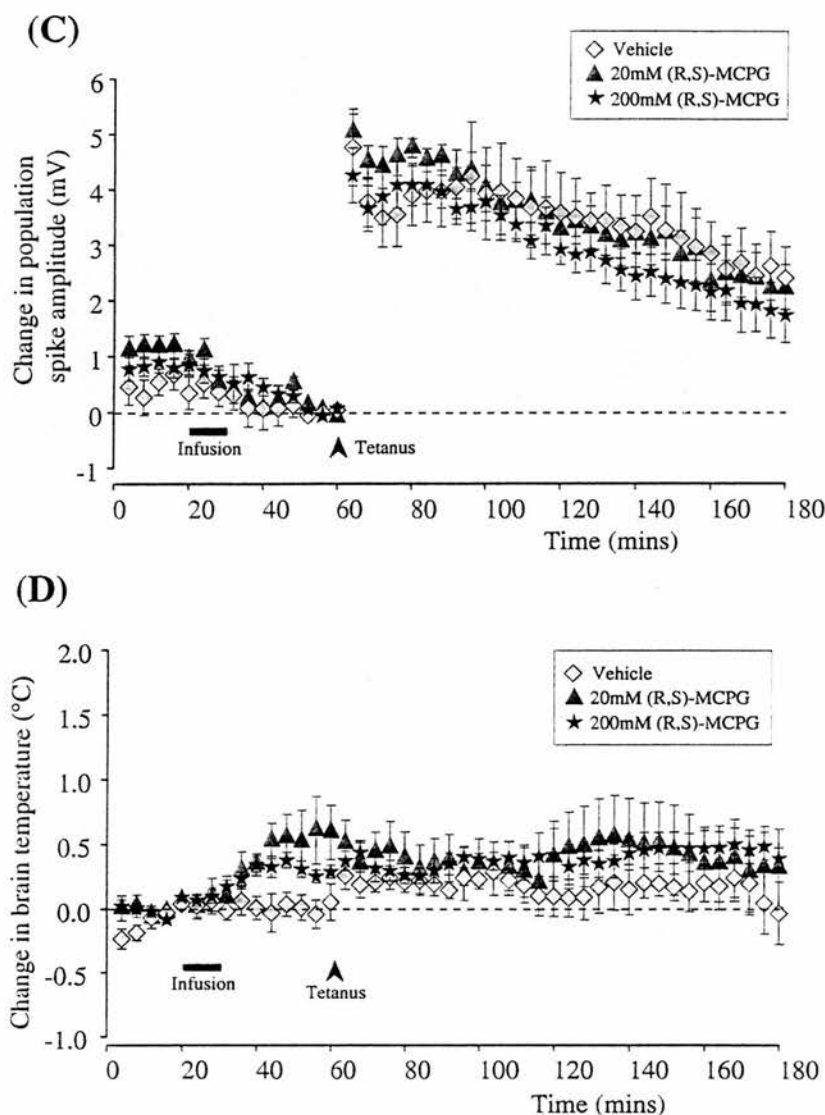 (C)
Vehicle
20mM (R,S)-MCPG
200mM (R,S)-MCPG
Change in population
spike amplitude (mV)
6
5
4
3
2
1
0
-1
Infusion
Tetanus
0 20 40 60 80 100 120 140 160 180
Time (mins)
(D)
Vehicle
20mM (R,S)-MCPG
200mM (R,S)-MCPG
Change in brain temperature (°C)
2.0
1.5
1.0
0.5
0.0
-0.5
-1.0
Infusion
Tetanus
0 20 40 60 80 100 120 140 160 180
Time (mins)